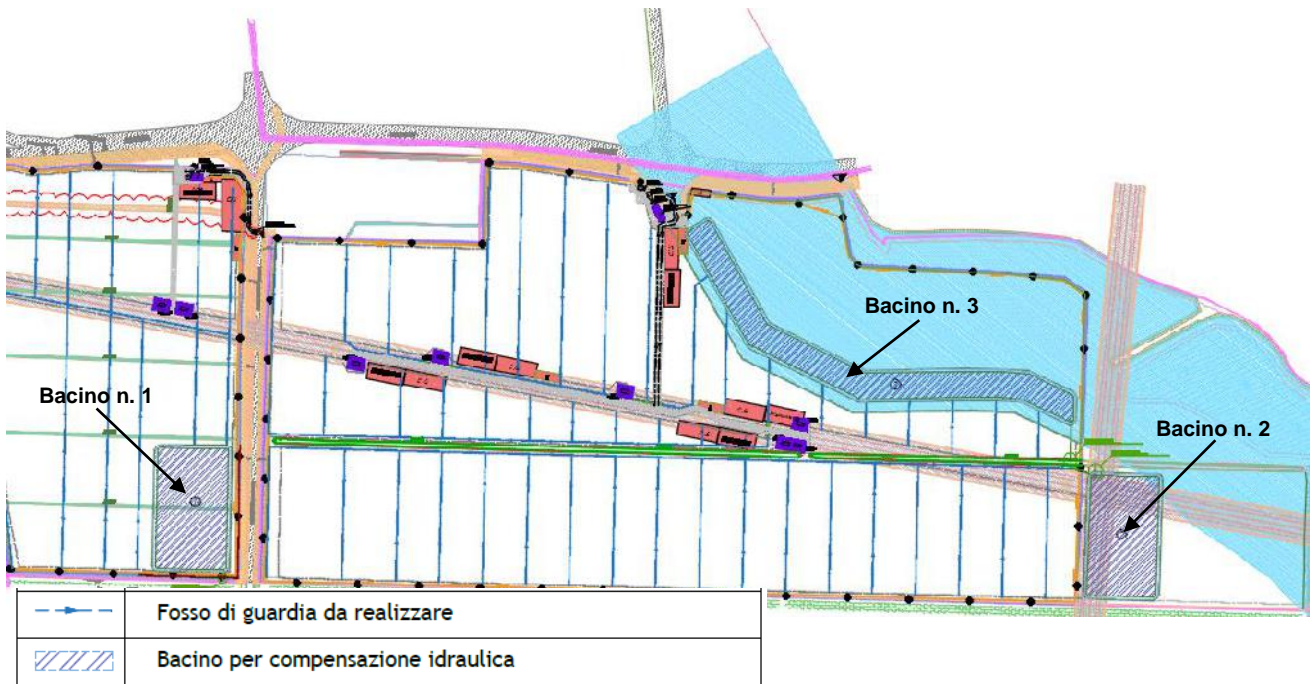 Bacino n. 3
Bacino n. 1
Bacino n. 2
Fosso di guardia da realizzare
Bacino per compensazione idraulica